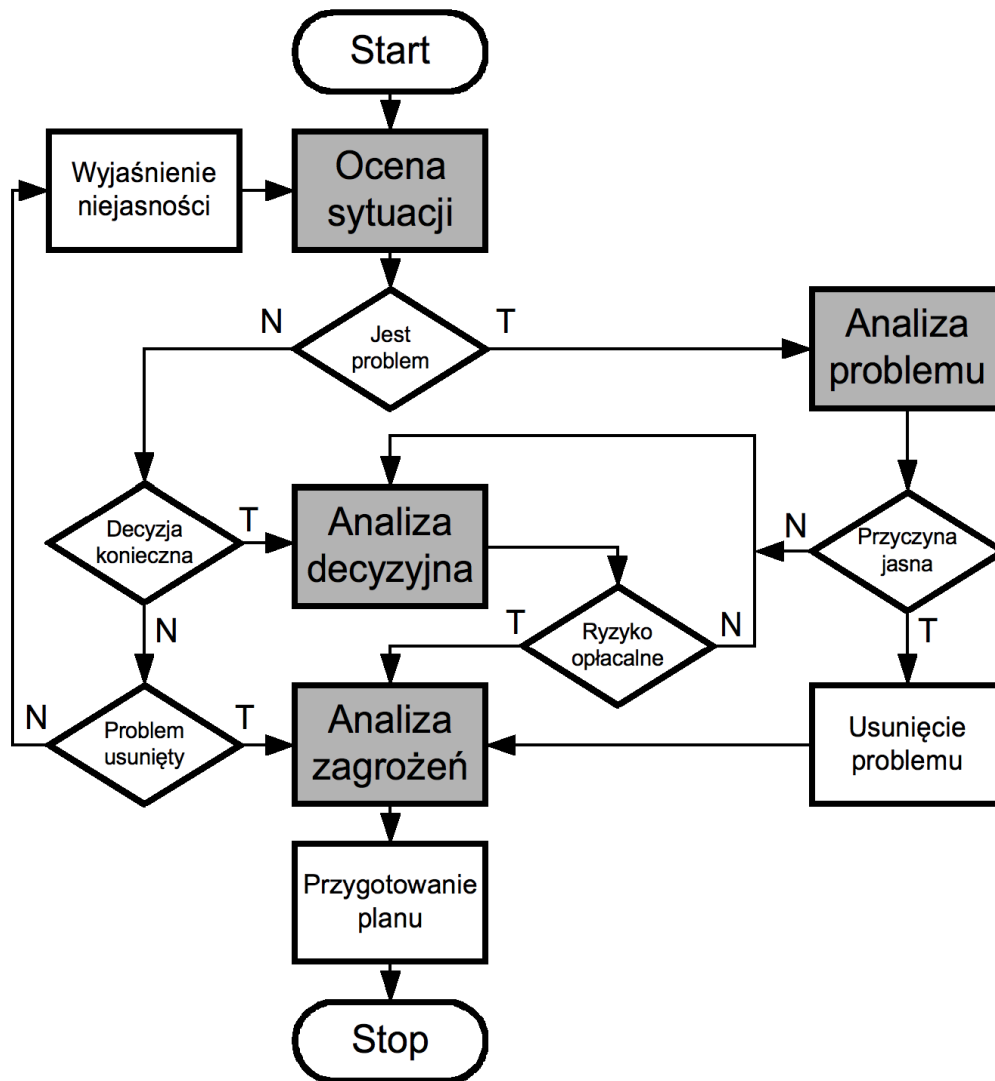 Start
Wyjaśnienie
niejasności
Ocena
sytuacji
N
Jest
problem
T
Analiza
problemu
Decyzja
konieczna
T
Analiza
decyzyjna
N
Przyczyna
jasna
N
T
Ryzyko
opłacalne
N
T
N
Problem
usunięty
T
Analiza
zagrożeń
Usunięcie
problemu
Przygotowanie
planu
Stop